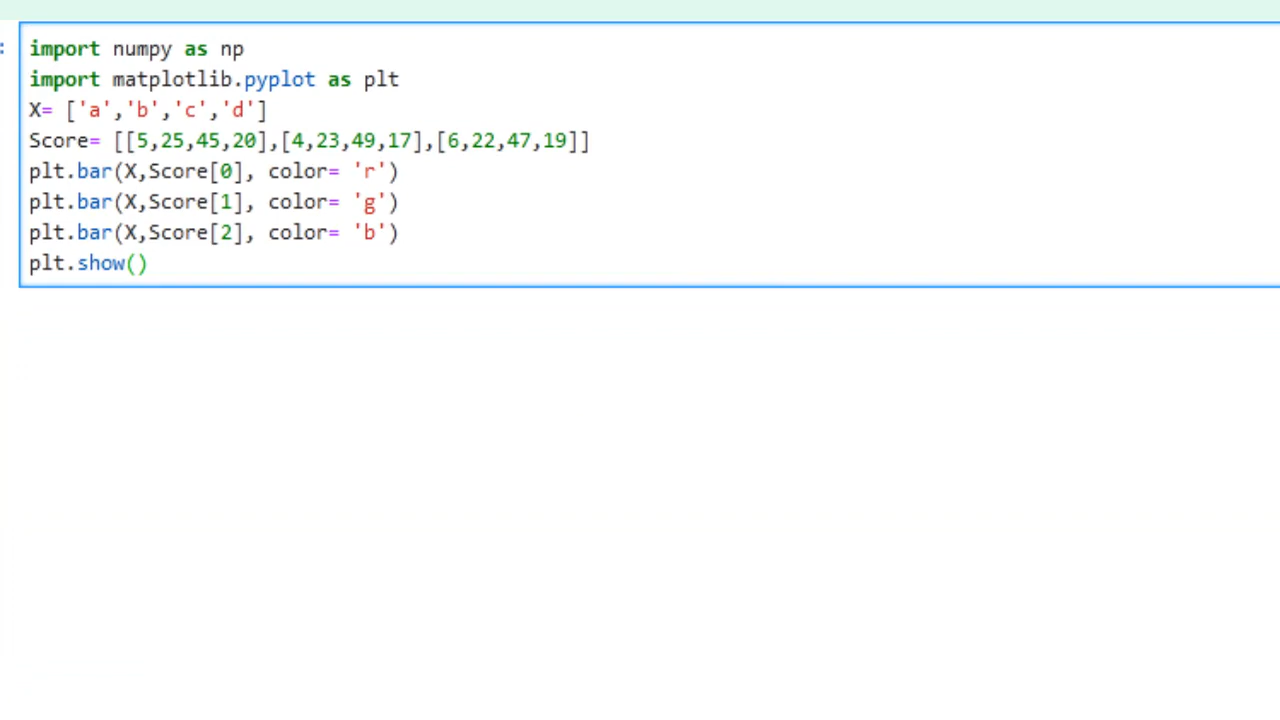 :
import numpy as np
import matplotlib.pyplot as plt
X= ['a','b','c','d']
Score= [[5,25,45,20],[4,23,49,17],[6,22,47,19]]
plt.bar(X,Score[0], color= 'r')
plt.bar(X,Score[1], color= 'g')
plt.bar(X,Score[2], color= 'b')
plt.show()